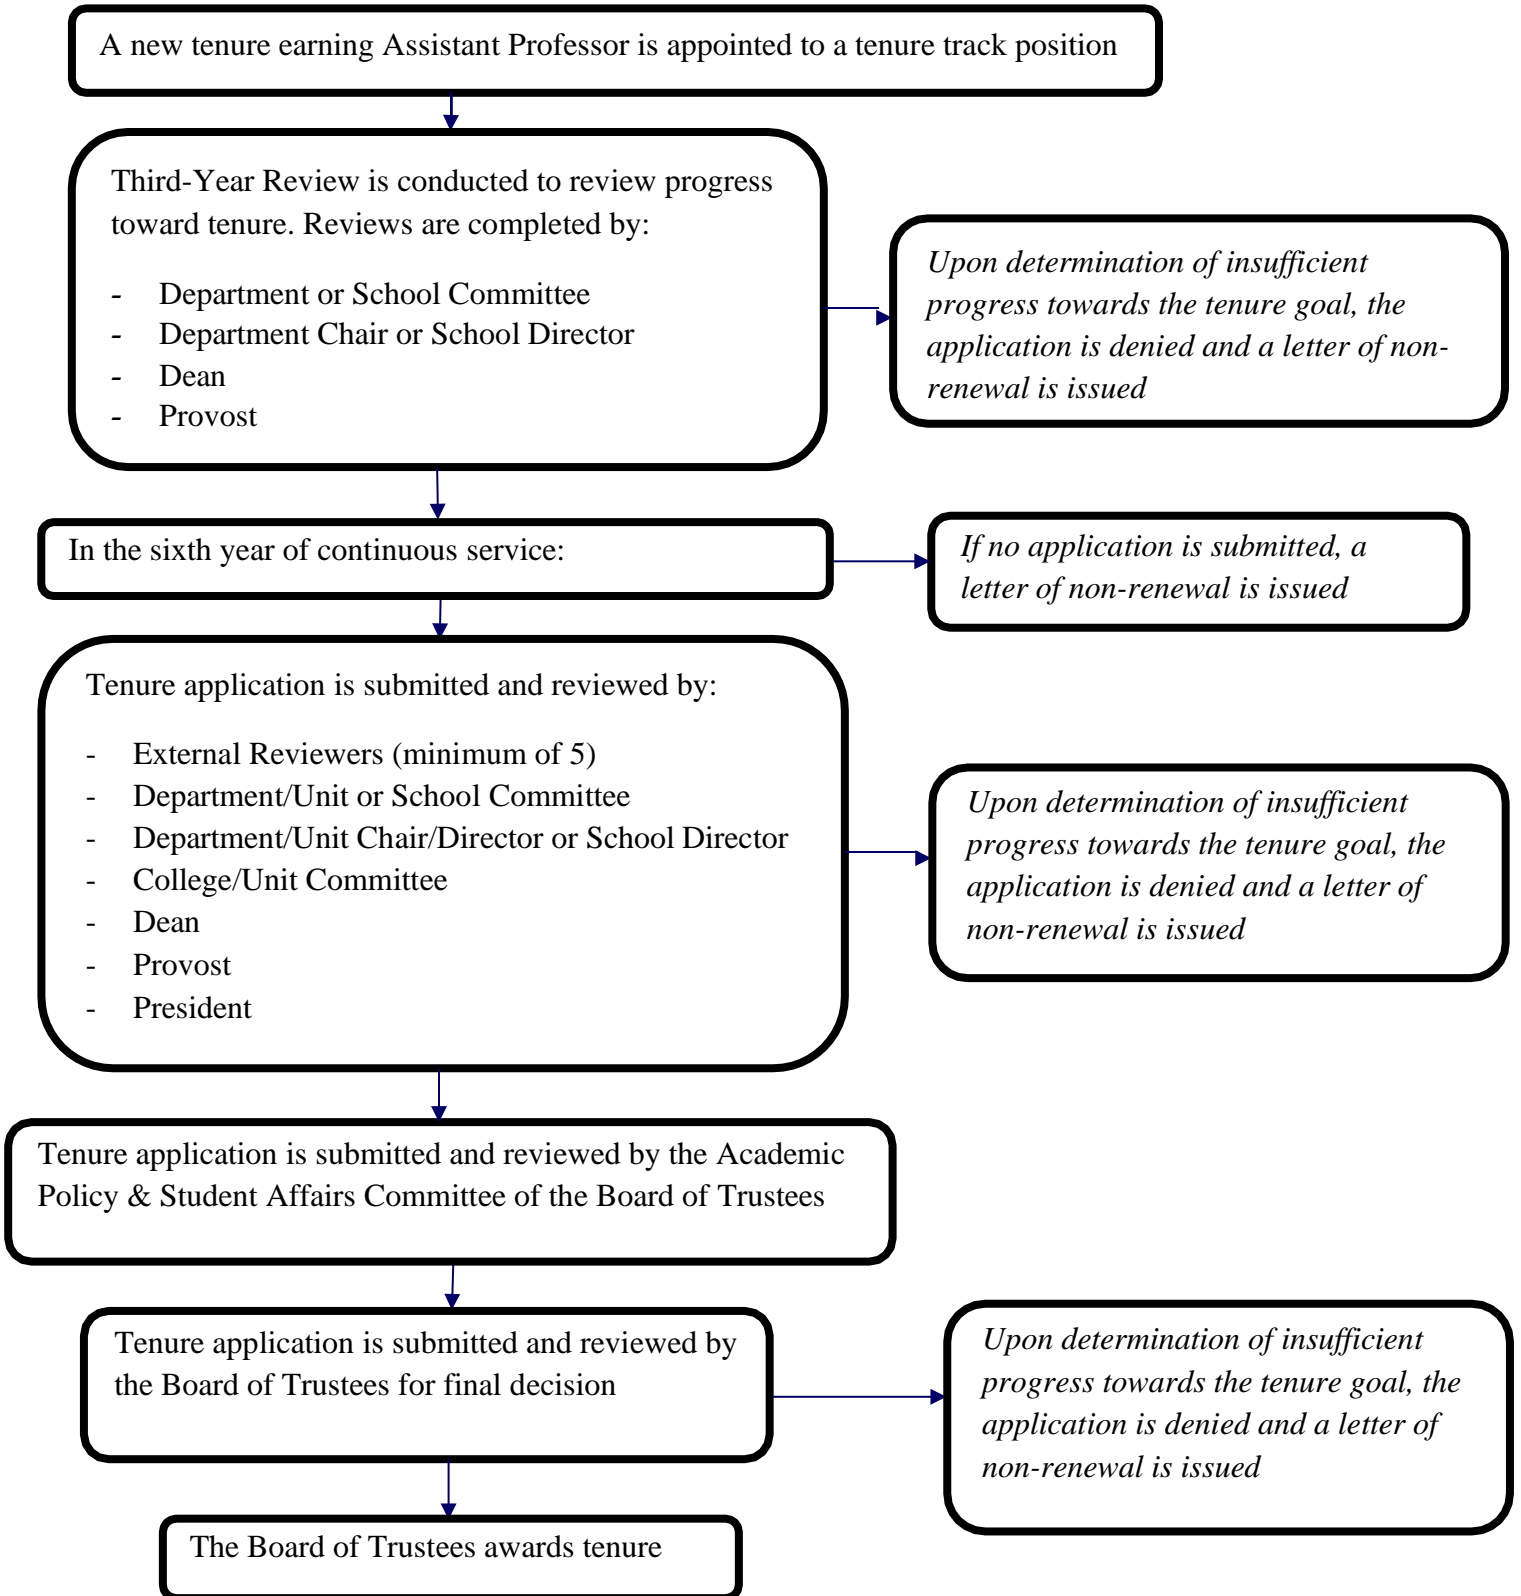 A new tenure earning Assistant Professor is appointed to a tenure track position
Third-Year Review is conducted to review progress
toward tenure. Reviews are completed by:
- Department or School Committee
- Department Chair or School Director
- Dean
- Provost
Upon determination of insufficient
progress towards the tenure goal, the
application is denied and a letter of non-
renewal is issued
In the sixth year of continuous service:
If no application is submitted, a
letter of non-renewal is issued
Tenure application is submitted and reviewed by:
- External Reviewers (minimum of 5)
- Department/Unit or School Committee
- Department/Unit Chair/Director or School Director
- College/Unit Committee
- Dean
- Provost
- President
Upon determination of insufficient
progress towards the tenure goal, the
application is denied and a letter of
non-renewal is issued
Tenure application is submitted and reviewed by the Academic
Policy & Student Affairs Committee of the Board of Trustees
Tenure application is submitted and reviewed by
the Board of Trustees for final decision
Upon determination of insufficient
progress towards the tenure goal, the
application is denied and a letter of
non-renewal is issued
The Board of Trustees awards tenure